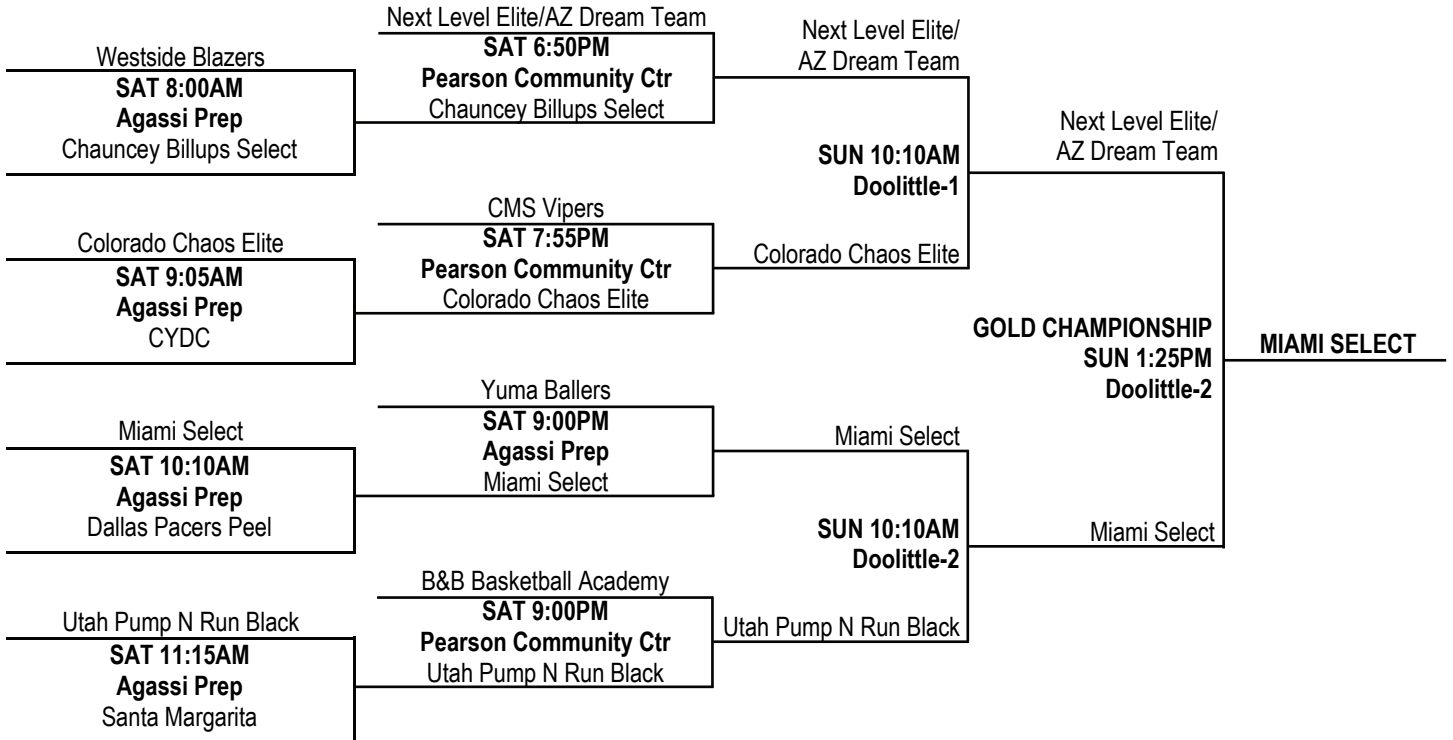 Westside Blazers
SAT 8:00AM
Agassi Prep
Chauncey Billups Select
Colorado Chaos Elite
SAT 9:05AM
Agassi Prep
CYDC
Miami Select
SAT 10:10AM
Agassi Prep
Dallas Pacers Peel
Utah Pump N Run Black
SAT 11:15AM
Agassi Prep
Santa Margarita
Next Level Elite/AZ Dream Team
SAT 6:50PM
Pearson Community Ctr
Chauncey Billups Select
CMS Vipers
SAT 7:55PM
Pearson Community Ctr
Colorado Chaos Elite
Yuma Ballers
SAT 9:00PM
Agassi Prep
Miami Select
B&B Basketball Academy
SAT 9:00PM
Pearson Community Ctr
Utah Pump N Run Black
Next Level Elite/
AZ Dream Team
SUN 10:10AM
Doolittle-1
Colorado Chaos Elite
Miami Select
SUN 10:10AM
Doolittle-2
Utah Pump N Run Black
Next Level Elite/
AZ Dream Team
GOLD CHAMPIONSHIP
SUN 1:25PM
Doolittle-2
Miami Select
MIAMI SELECT